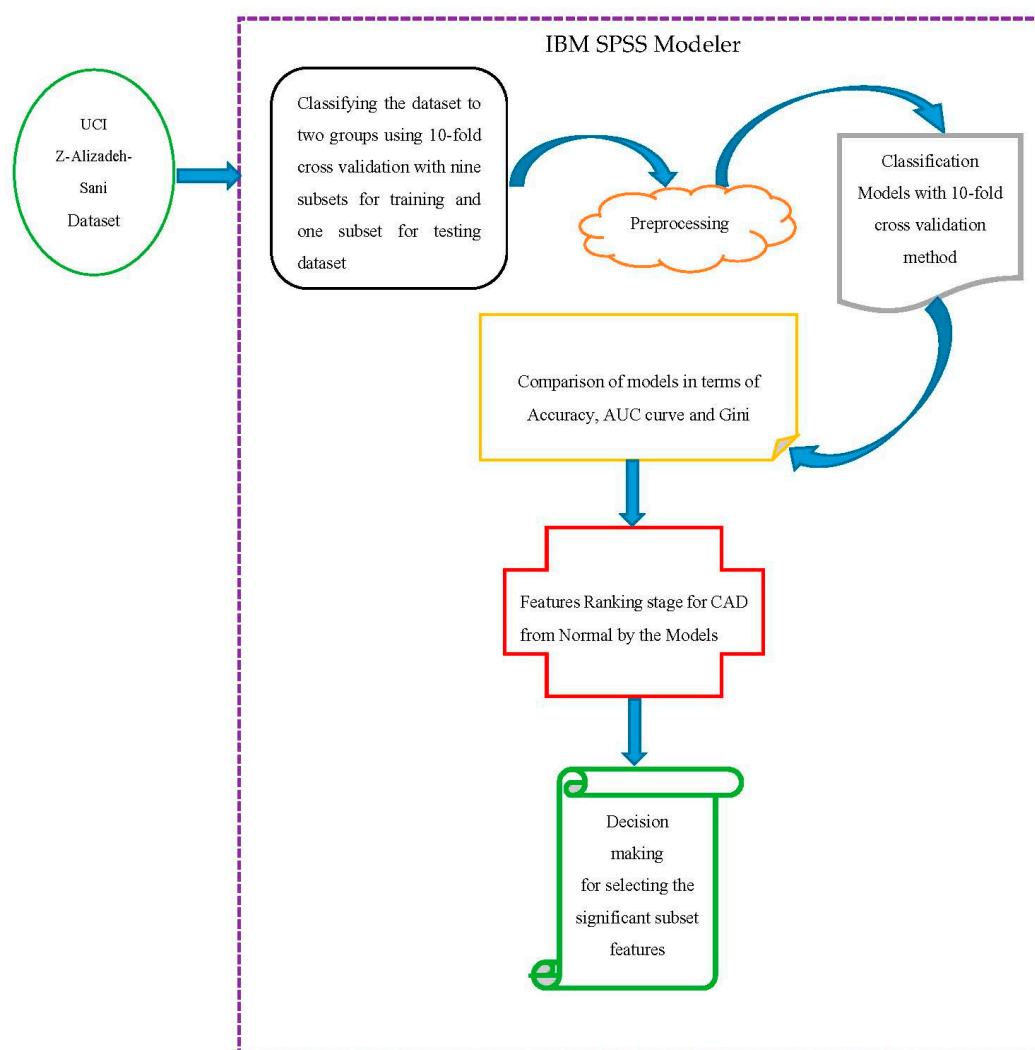 IBM SPSS Modeler
UCI
Z-Alizadeh-
Sani
Dataset
Classifying the dataset to
two groups using 10-fold
cross validation with nine
subsets for training and
one subset for testing
dataset
Preprocessing
Classification
Models with 10-fold
cross validation
method
Comparison of models in terms of
Accuracy, AUC curve and Gini
Features Ranking stage for CAD
from Normal by the Models
Decision
making
for selecting the
significant subset
features